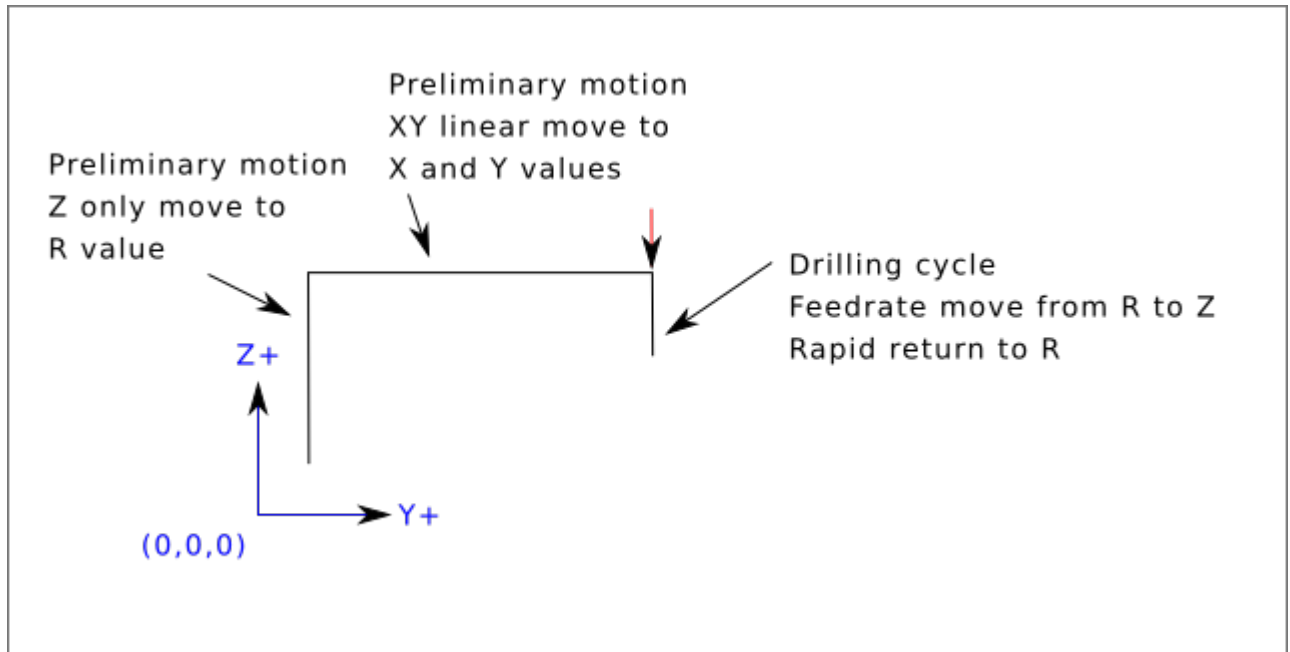 Preliminary motion
XY linear move to
X and Y values
Preliminary motion
Z only move to
R value
Drilling cycle
Feedrate move from R to Z
Rapid return to R
Z+
Y+
(0,0,0)